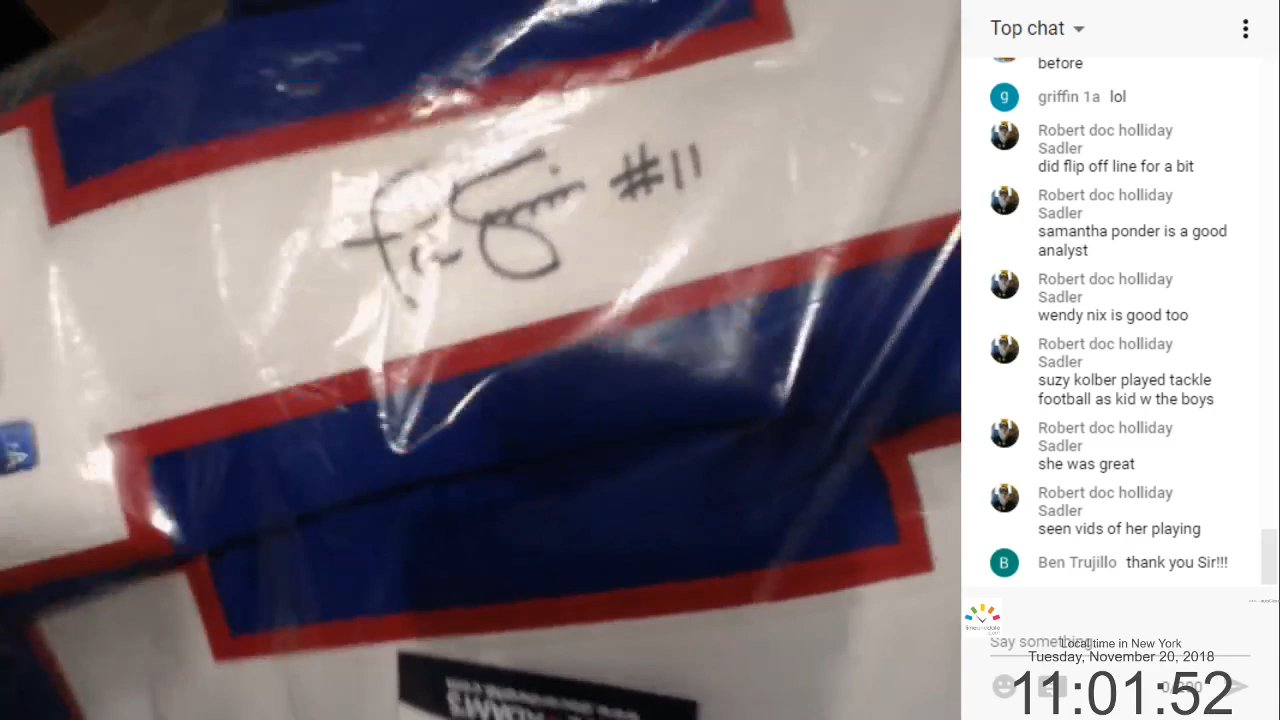 #11
Top chat
before
griffin 1a lol
Robert doc holliday
Sadler
did flip off line for a bit
Robert doc holliday
Sadler
samantha ponder is a good
analyst
Robert doc holliday
Sadler
wendy nix is good too
Robert doc holliday
Sadler
suzy kolber played tackle
football as kid w the boys
Robert doc holliday
Sadler
she was great
Robert doc holliday
Sadler
seen vids of her playing
B Ben Trujillo thank you Sir!!!
Say something
Local time in New York
Tuesday, November 20, 2018
11:01:52